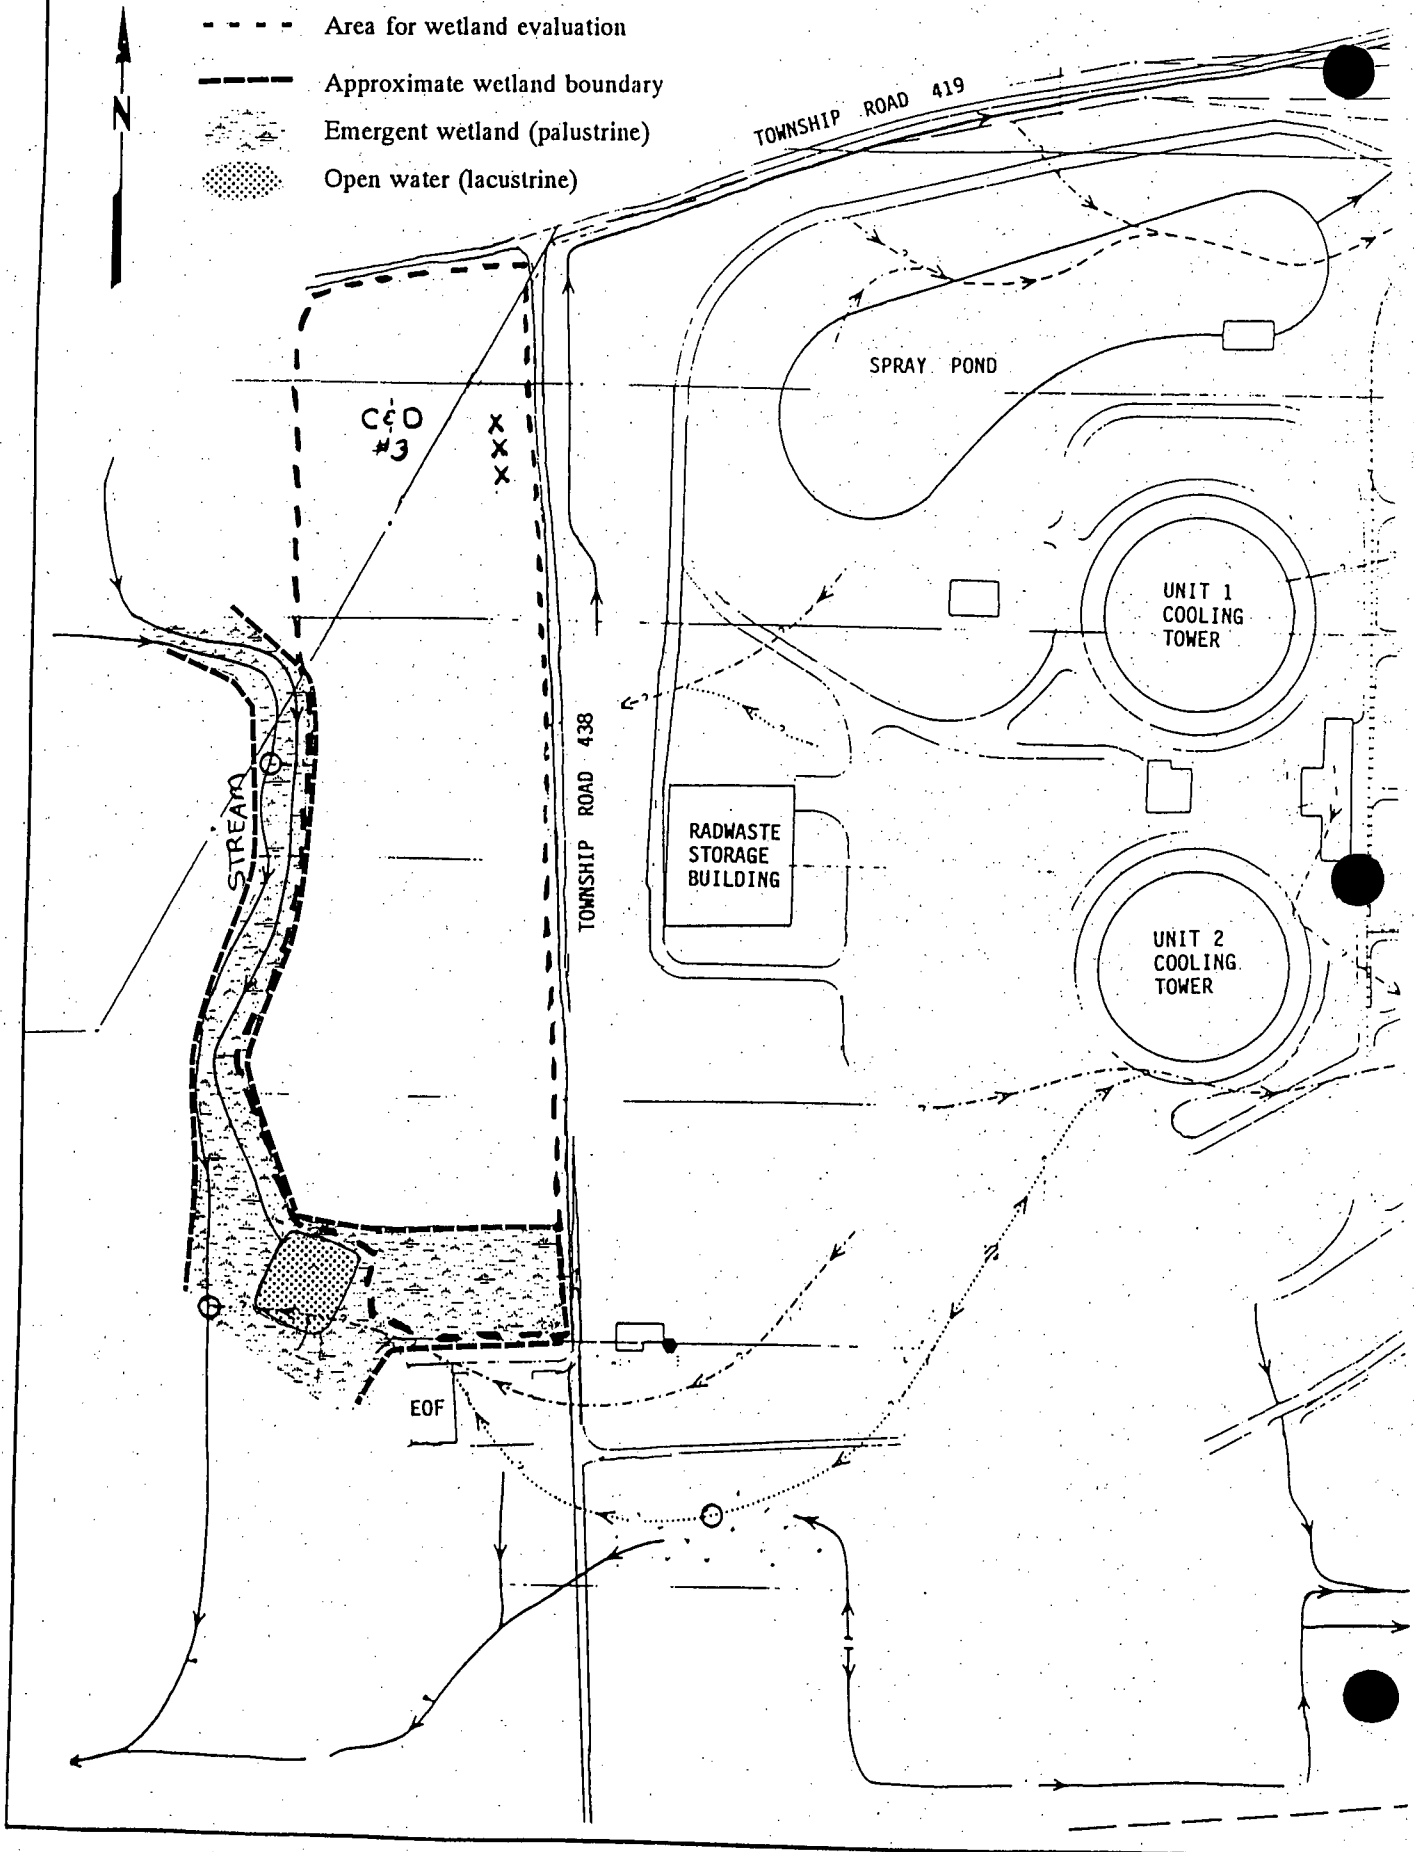 Area for wetland evaluation
Approximate wetland boundary
N
Emergent wetland (palustrine)
Open water (lacustrine)
TOWNSHIP ROAD 419
SPRAY POND
C&D
#3
X
X
X
UNIT 1
COOLING
TOWER
TOWNSHIP ROAD 438
STREAM
RADWASTE
STORAGE
BUILDING
UNIT 2
COOLING
TOWER
EOF